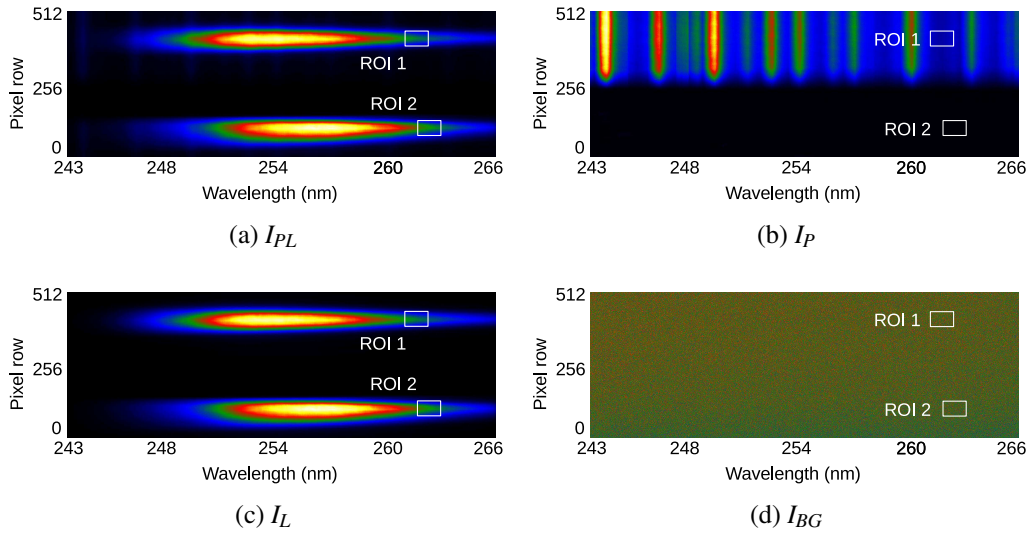 512
256
0
Pixel row
ROI 1
ROI 2
243 248 254 260 266
Wavelength (nm)
(a) I_PL
512
256
0
Pixel row
ROI 1
ROI 2
243 248 254 260 266
Wavelength (nm)
(b) I_P
512
256
0
Pixel row
ROI 1
ROI 2
243 248 254 260 266
Wavelength (nm)
(c) I_L
512
256
0
Pixel row
ROI 1
ROI 2
243 248 254 260 266
Wavelength (nm)
(d) I_BG